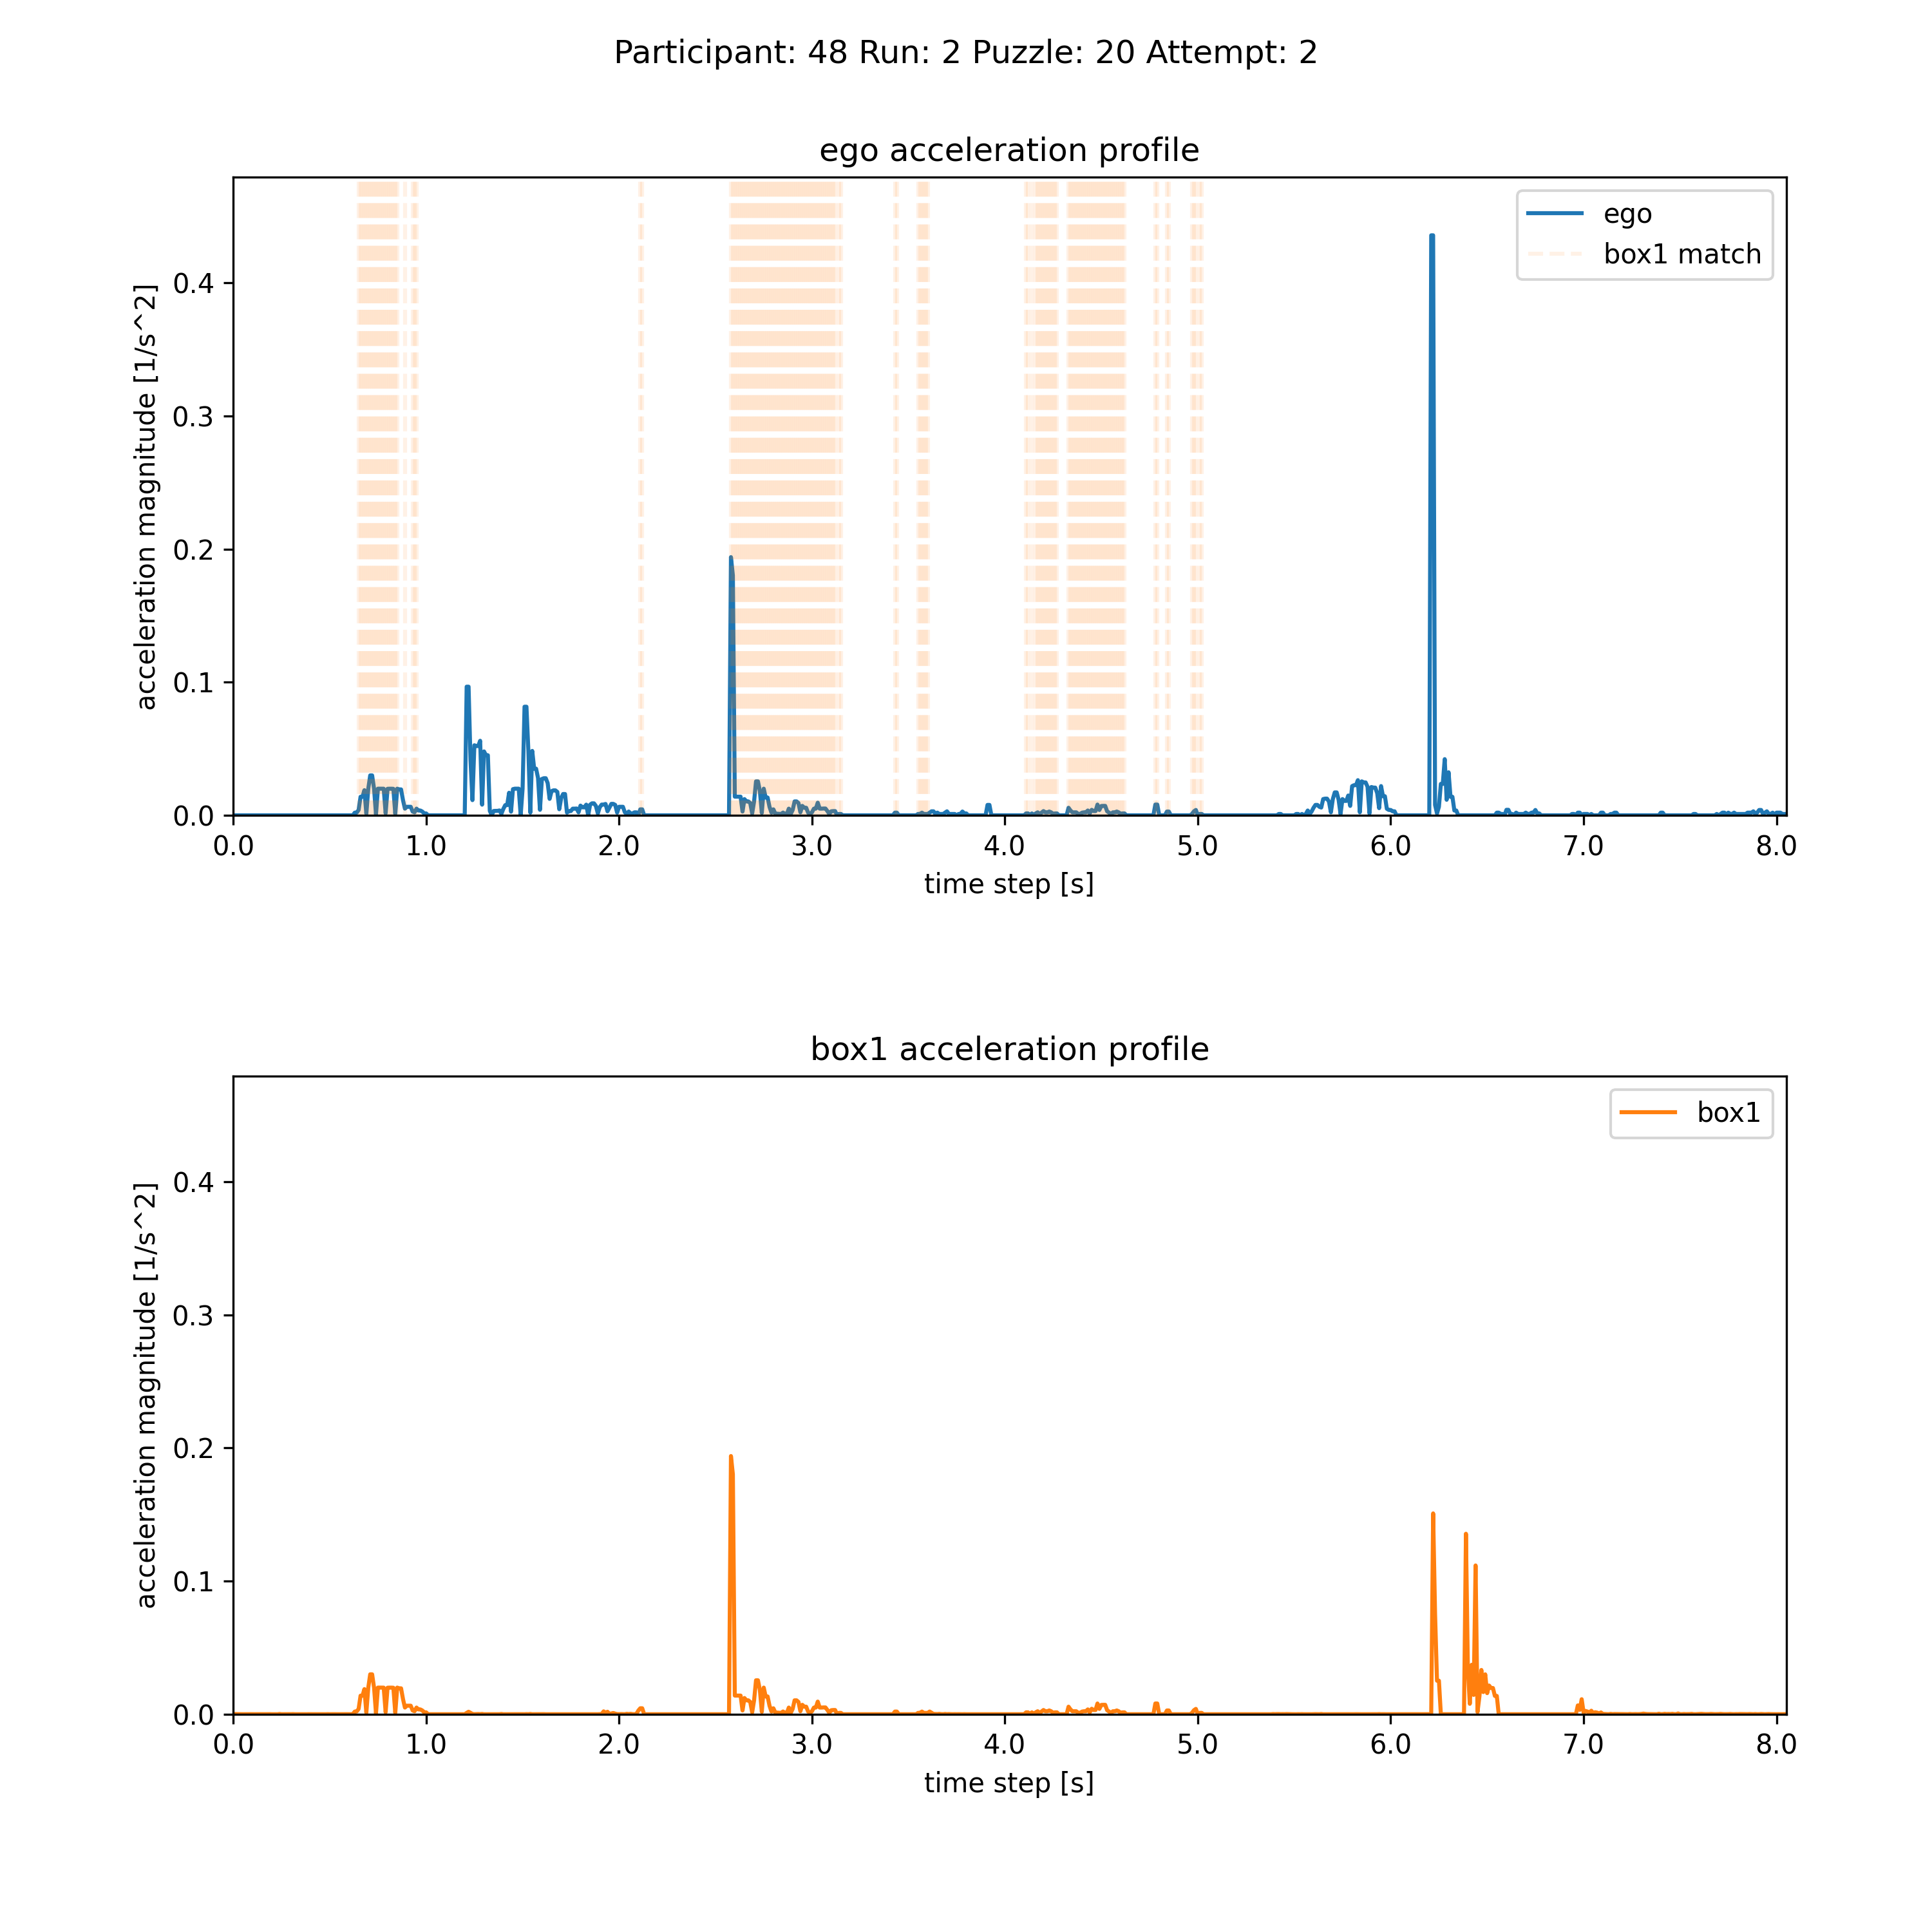 Participant: 48 Run: 2 Puzzle: 20 Attempt: 2
ego acceleration profile
acceleration magnitude [1/s^2]
0.4
0.3
0.2
0.1
0.0
ego
box1 match
0.0 1.0 2.0 3.0 4.0 5.0 6.0 7.0 8.0
time step [s]
box1 acceleration profile
acceleration magnitude [1/s^2]
0.4
0.3
0.2
0.1
0.0
box1
0.0 1.0 2.0 3.0 4.0 5.0 6.0 7.0 8.0
time step [s]